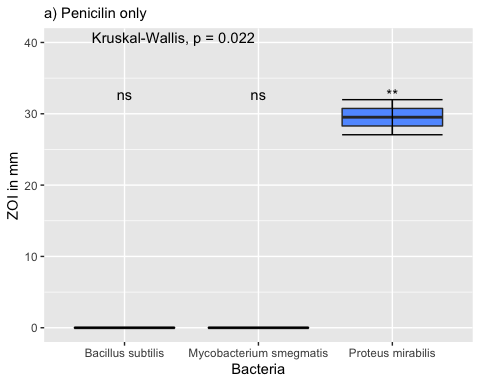 a) Penicilin only
Kruskal-Wallis, p = 0.022
ns
ns
**
40
30
20
10
0
ZOI in mm
Bacillus subtilis
Mycobacterium smegmatis
Proteus mirabilis
Bacteria